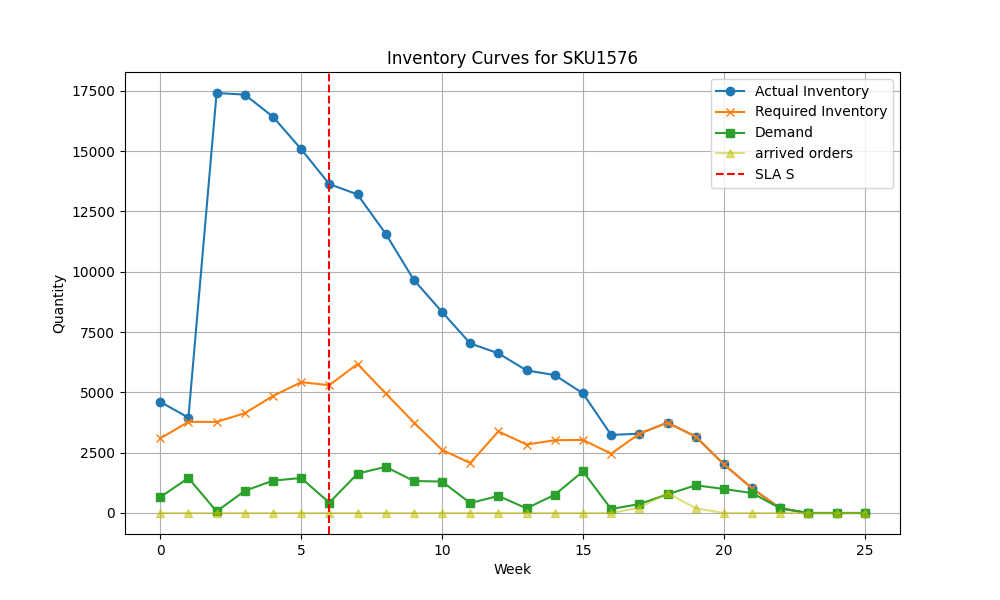 Inventory Curves for SKU1576
Actual Inventory
Required Inventory
Demand
arrived orders
SLA S
17500
15000
12500
10000
7500
5000
2500
0
Quantity
0 5 10 15 20 25
Week